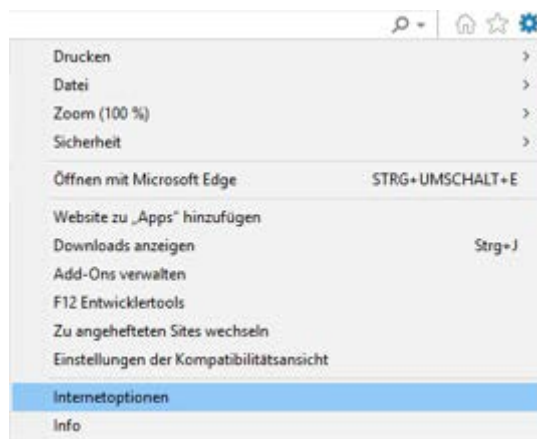 Drucken
Datei
Zoom (100 %)
Sicherheit
Öffnen mit Microsoft Edge STRG+UMSCHALT+E
Website zu „Apps“ hinzufügen
Downloads anzeigen Strg+J
Add-Ons verwalten
F12 Entwicklertools
Zu angehefteten Sites wechseln
Einstellungen der Kompatibilitätsansicht
Internetoptionen
Info